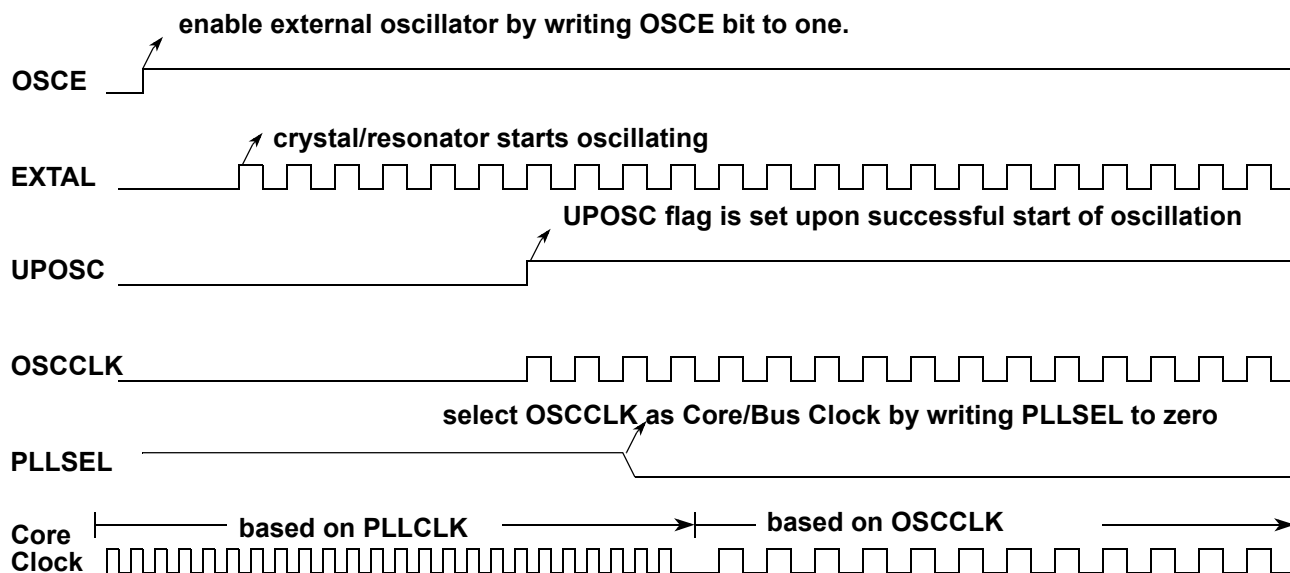 enable external oscillator by writing OSCE bit to one.
OSCE
crystal/resonator starts oscillating
EXTAL
UPOSC flag is set upon successful start of oscillation
UPOSC
OSCCLK
select OSCCLK as Core/Bus Clock by writing PLLSEL to zero
PLLSEL
based on PLLCLK
based on OSCCLK
Core
Clock